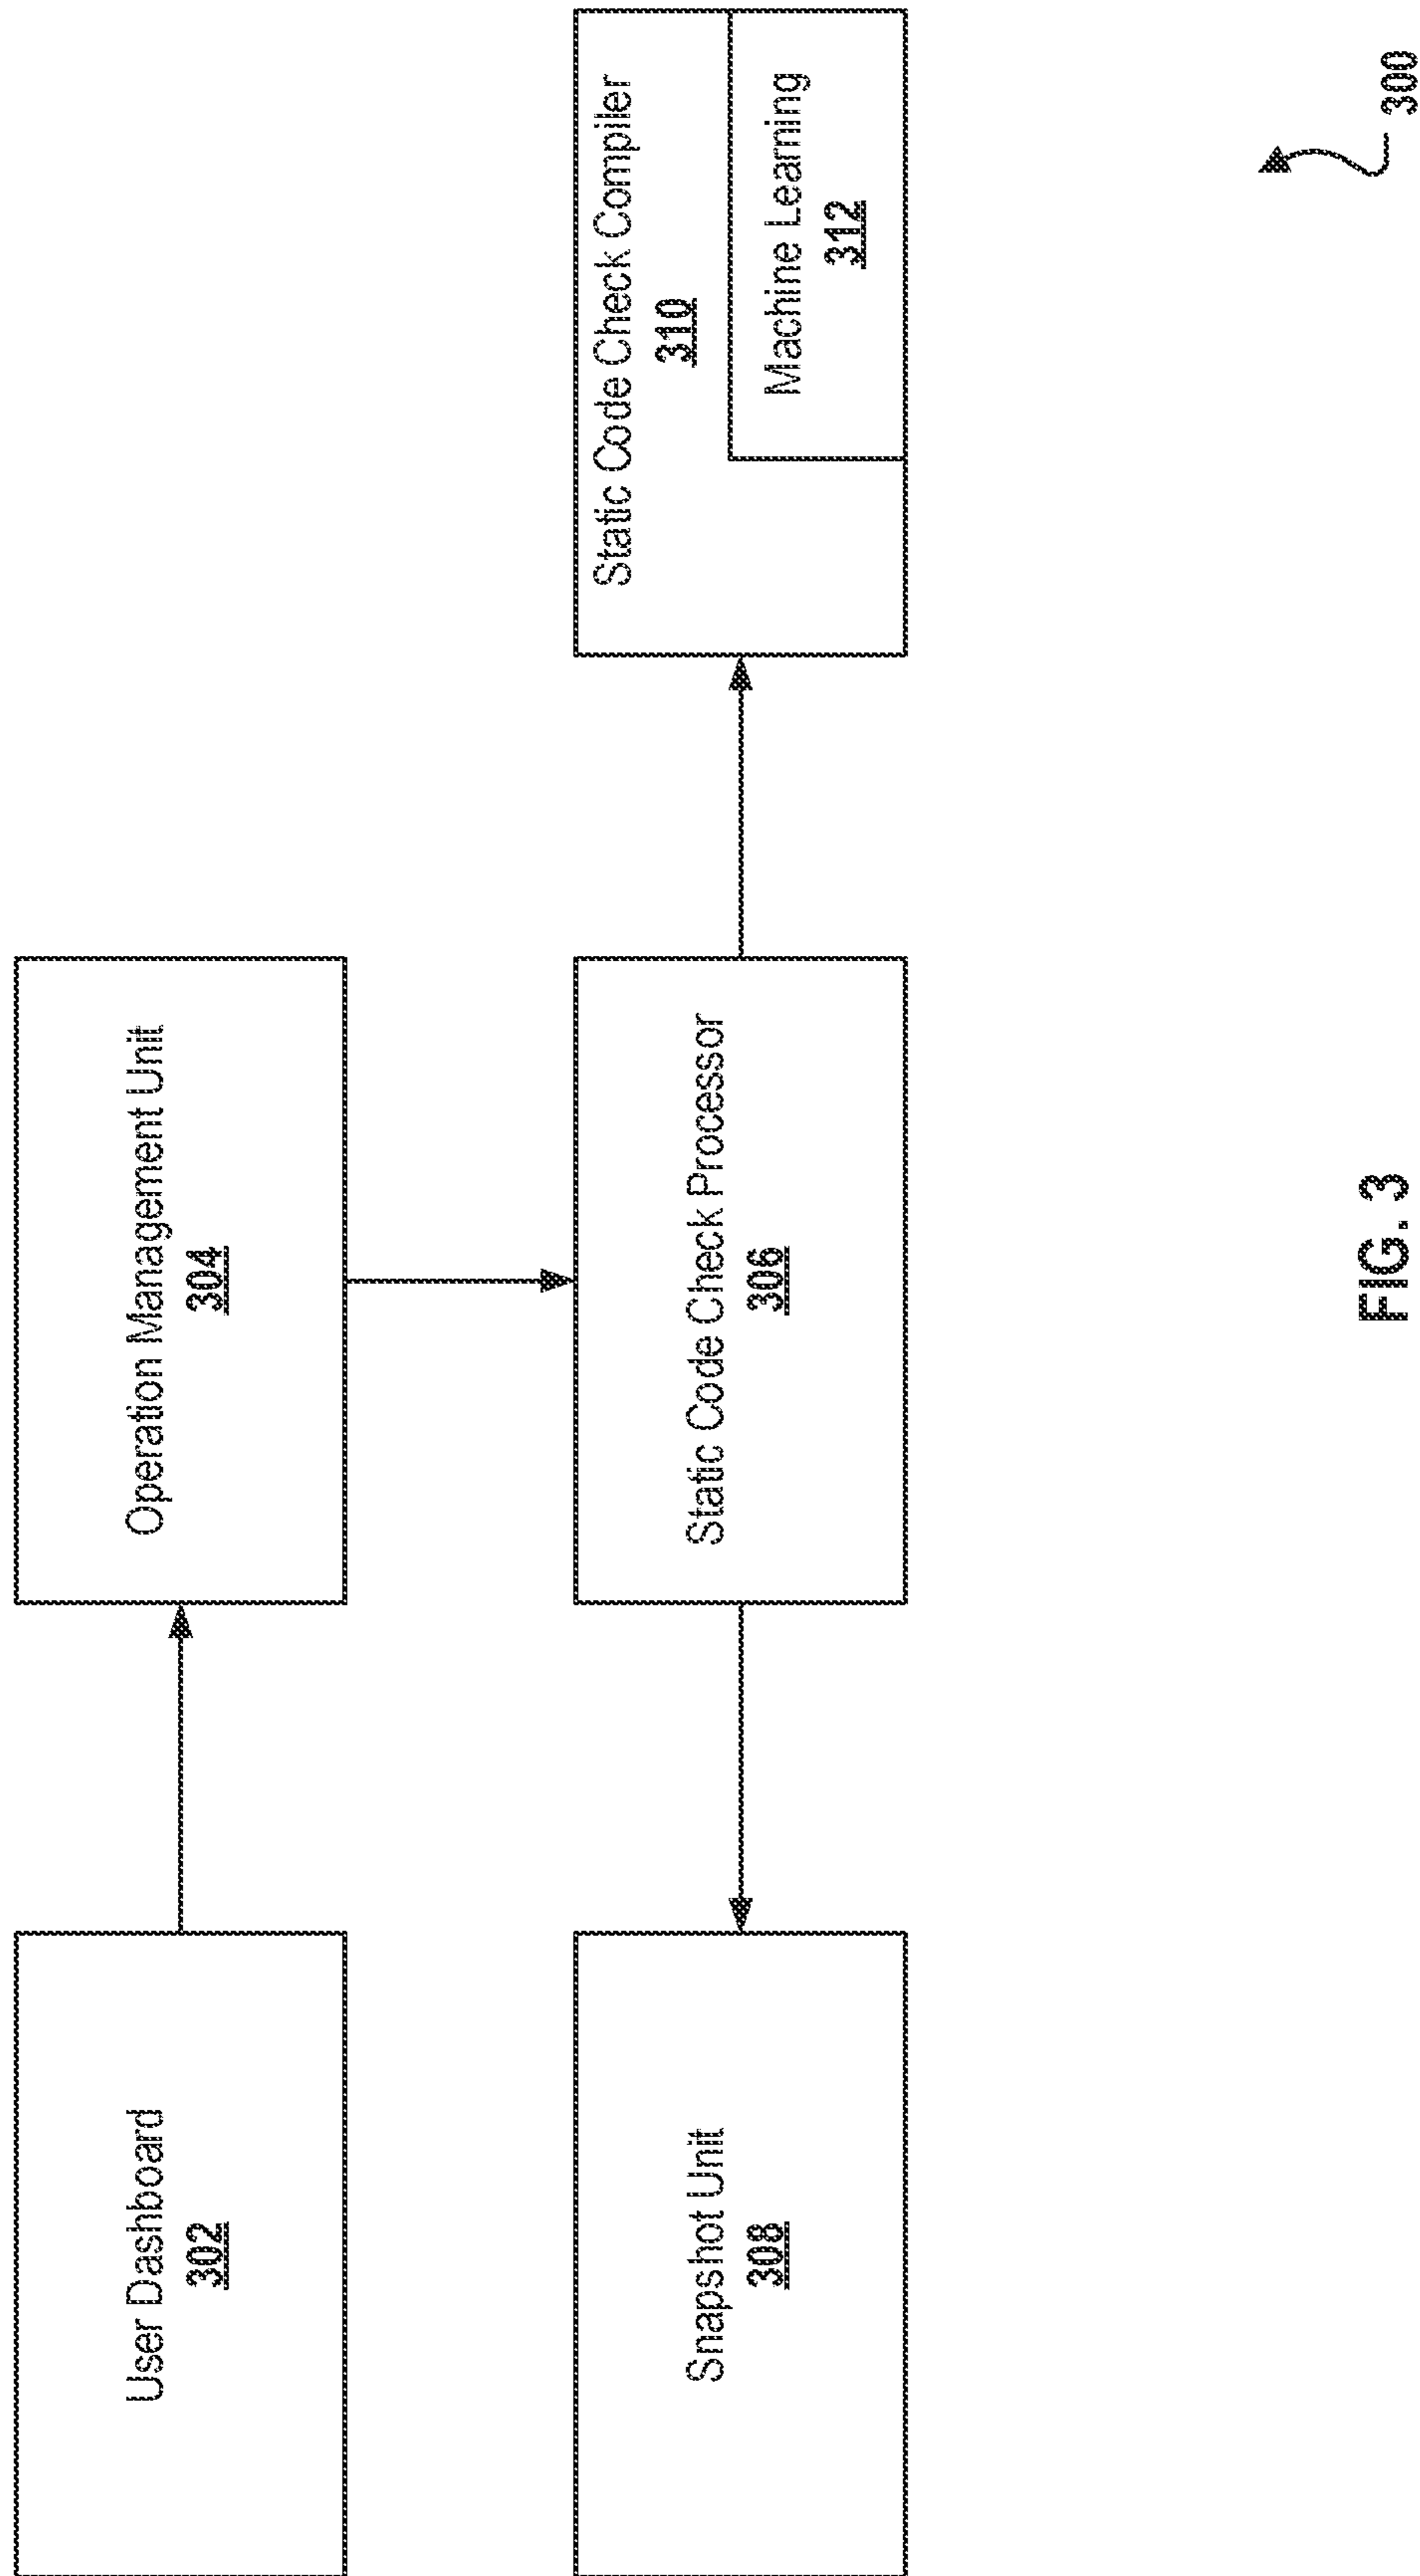 User Dashboard
302
Operation Management Unit
304
Snapshot Unit
308
Static Code Check Processor
306
Static Code Check Compiler
310
Machine Learning
312
300
FIG. 3